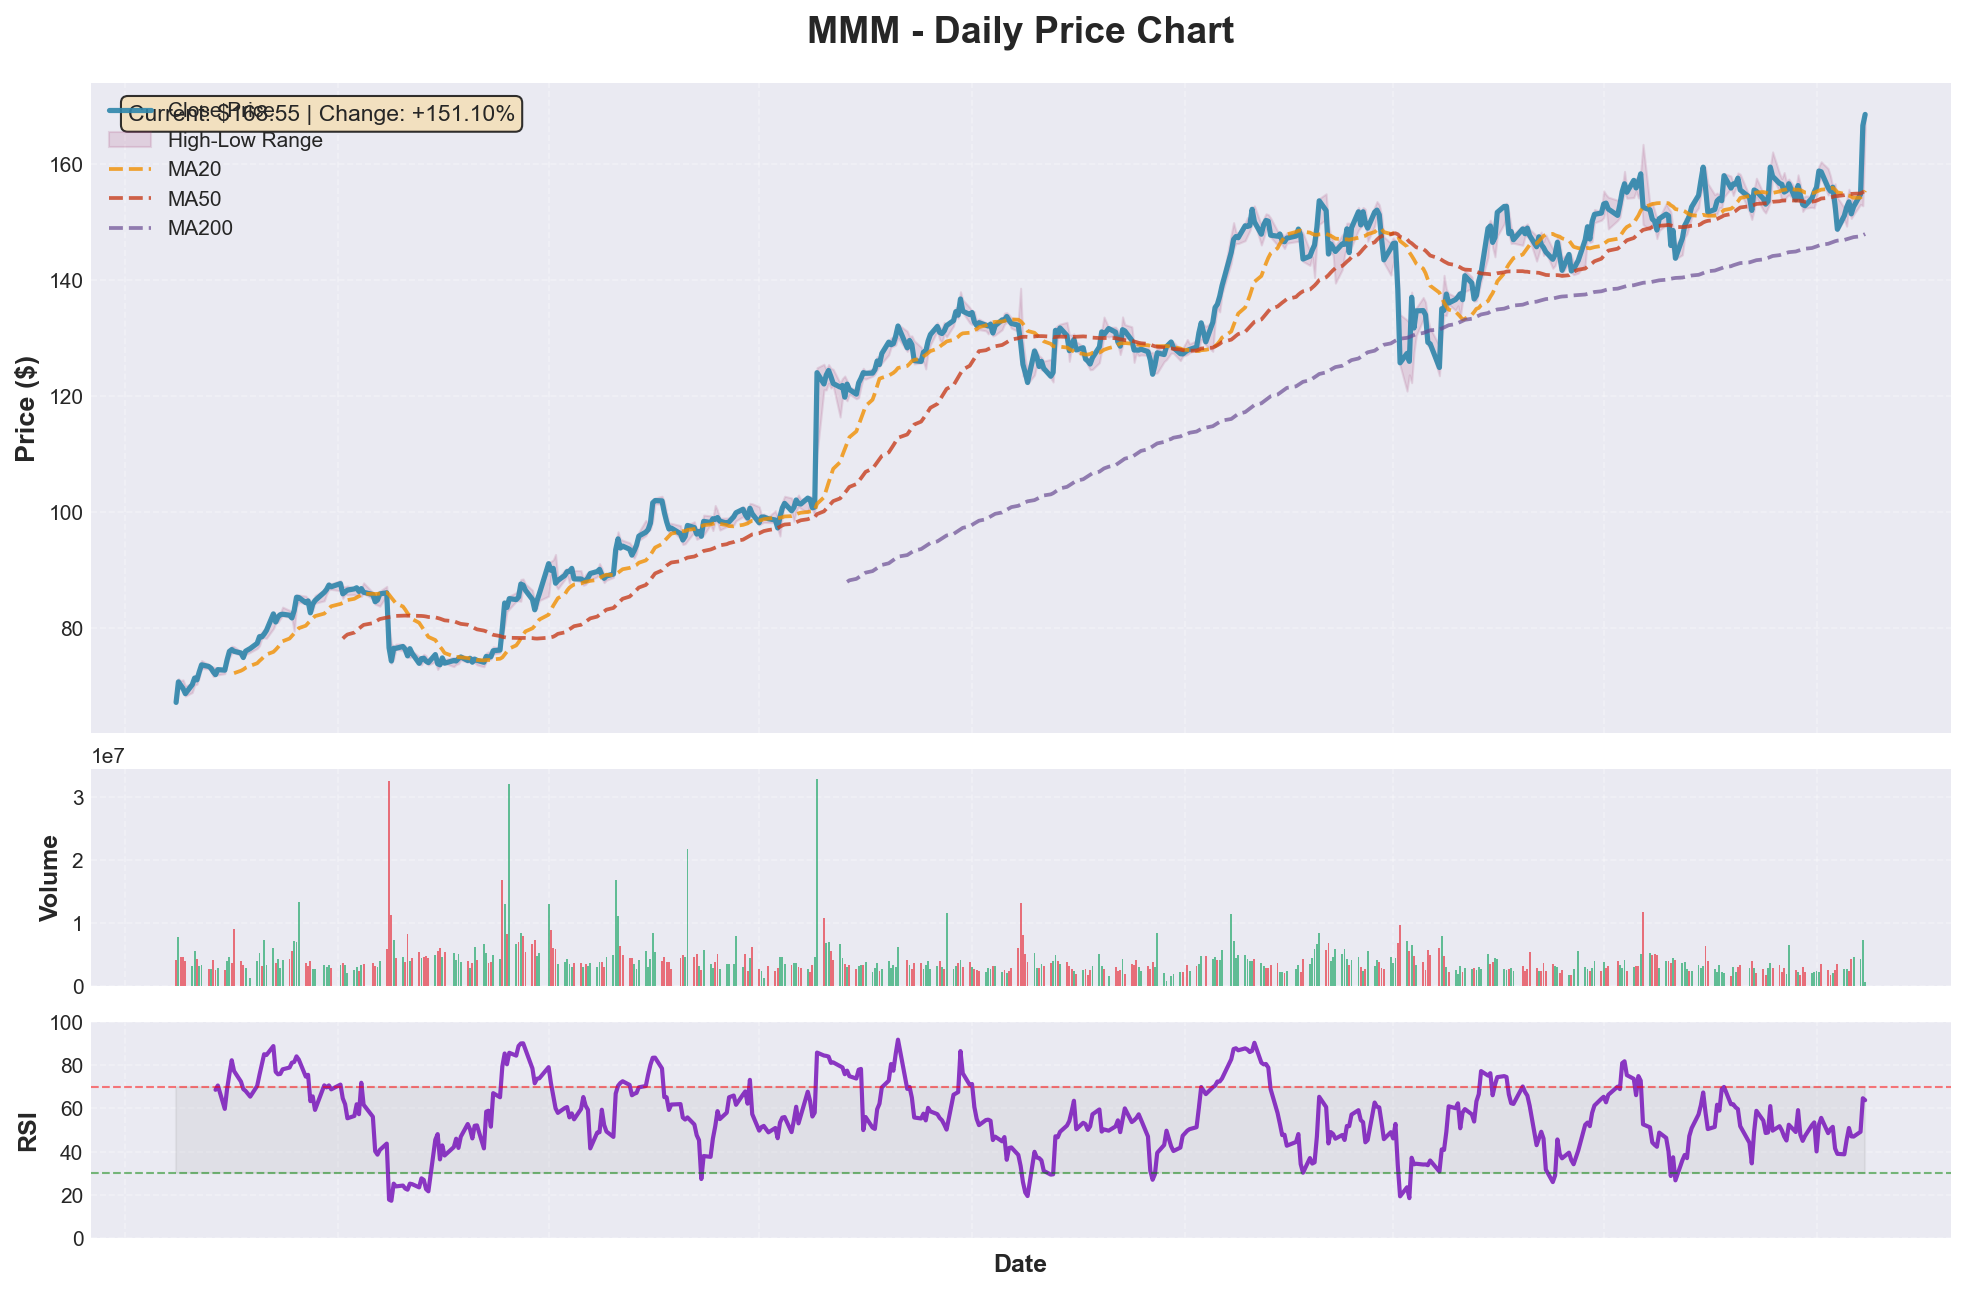 MMM - Daily Price Chart
Current: $168.55 | Change: +151.10%
Close Price
High-Low Range
MA20
MA50
MA200
Price ($)
160
140
120
100
80
1e7
Volume
3
2
1
0
RSI
100
80
60
40
20
0
Date